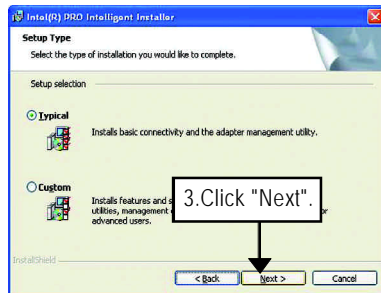 Intel(R) PRO Intelligent Installer
Setup Type
Select the type of installation you would like to complete.
Setup selection
Typical
Installs basic connectivity and the adapter management utility.
Custom
Installs features and s
utilities, management
or
advanced users.
3.Click "Next".
InstallShield
< Back
Next >
Cancel